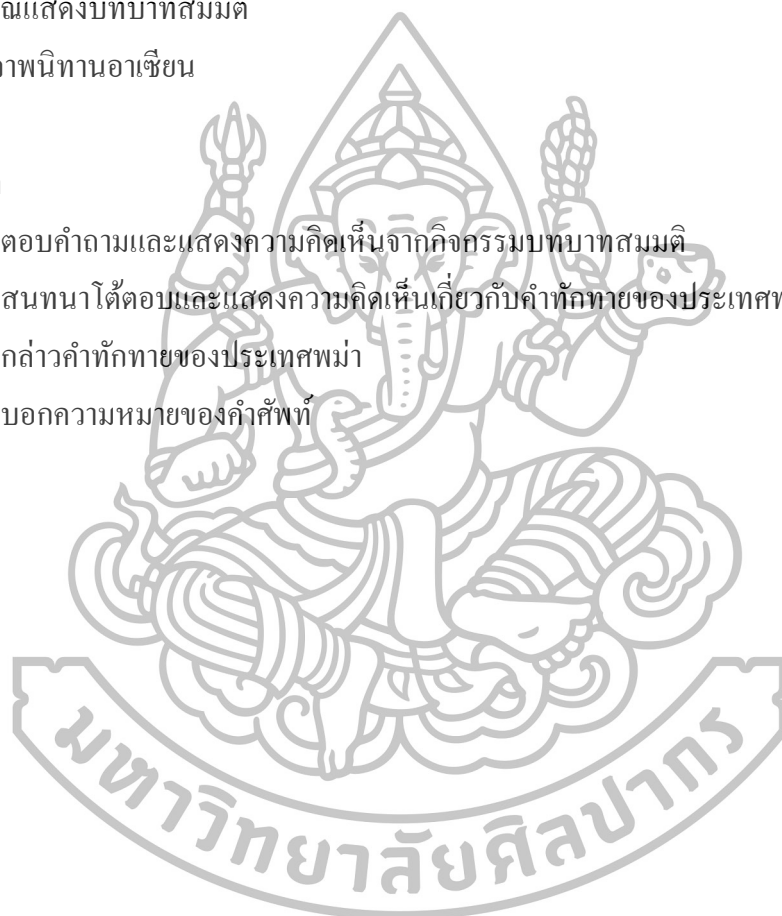 ณแสดงบทบาทสมมติ
าพนิทานอาเซียน
ตอบคำถามและแสดงความคิดเห็นจากกิจกรรมบทบาทสมมติ
สนทนาโต้ตอบและแสดงความคิดเห็นเกี่ยวกับคำทักทายของประเทศพ
กล่าวคำทักทายของประเทศพม่า
บอกความหมายของคำศัพท์
มหาวิทยาลัยศิลปากร